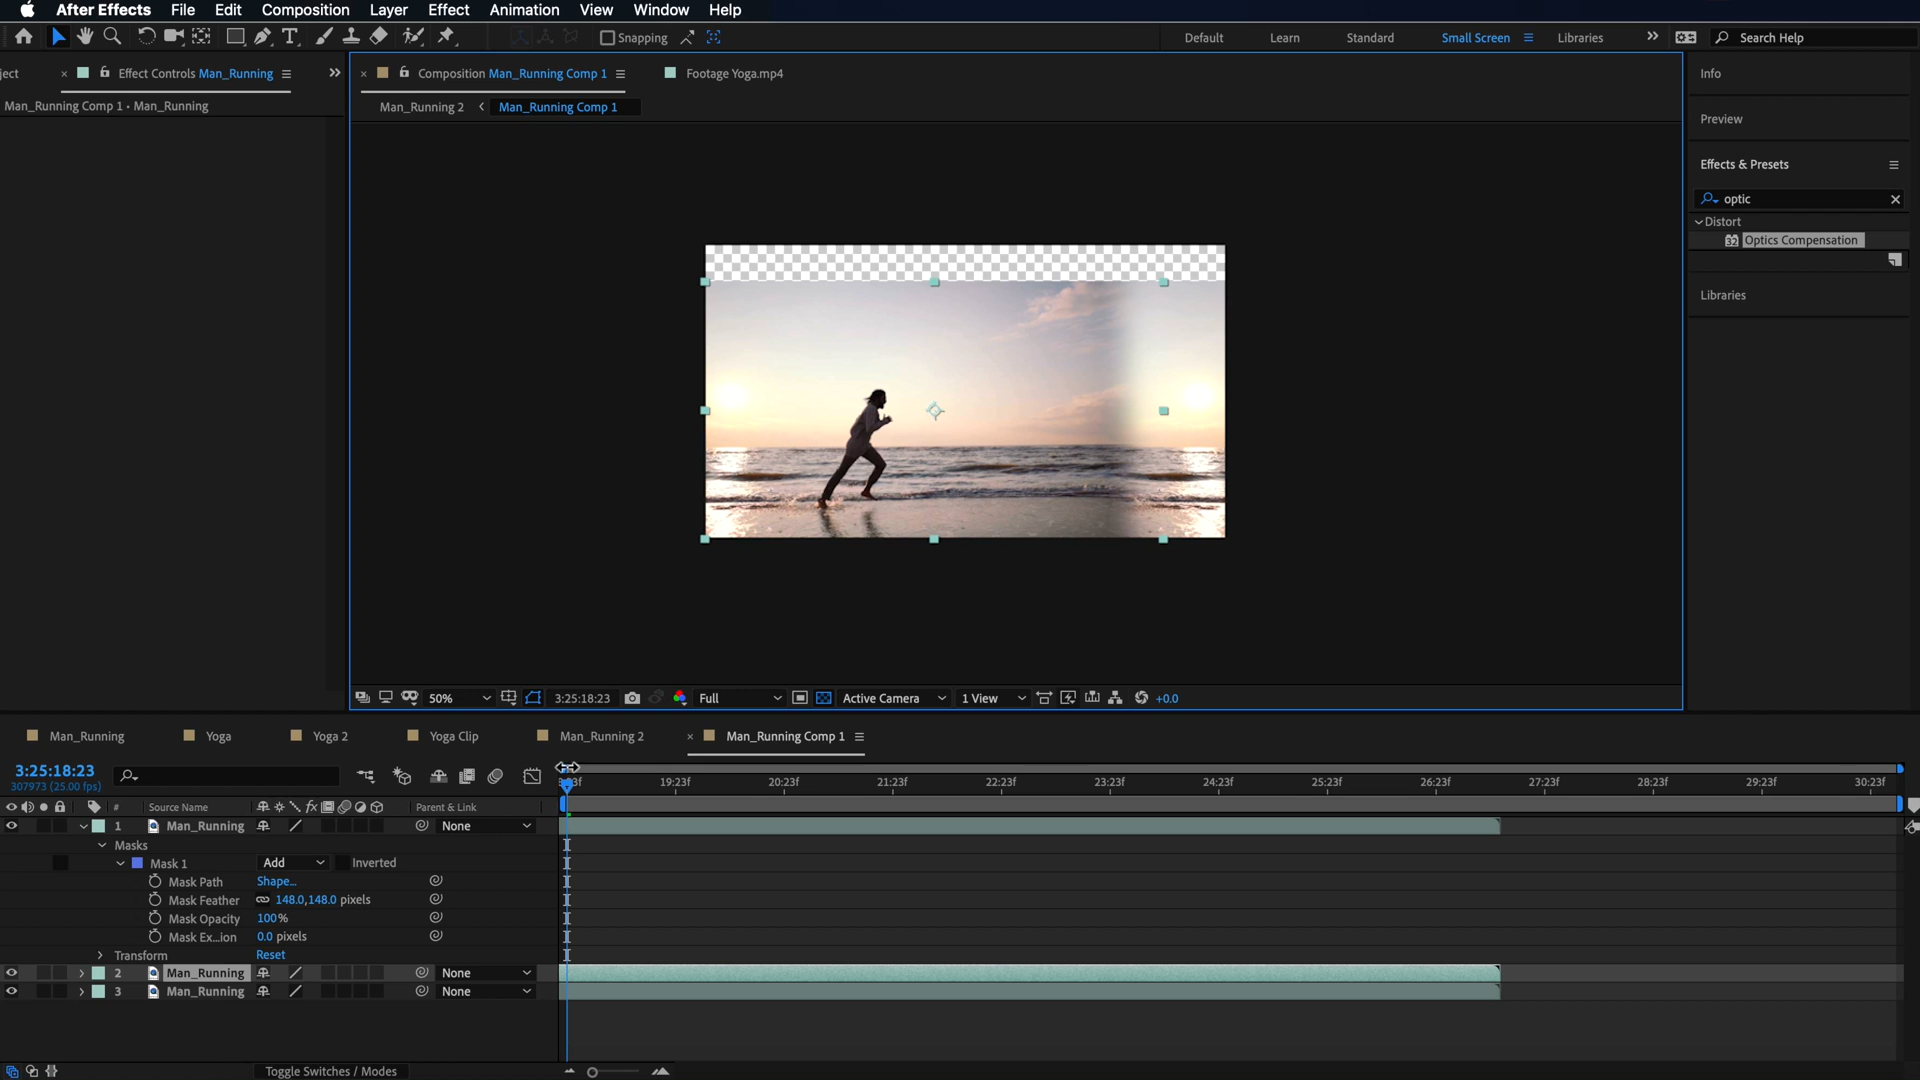 After Effects File Edit Composition Layer Effect Animation View Window Help
Snapping Default Learn Standard Small Screen Libraries Search Help
ject × Effect Controls Man_Running × Composition Man_Running Comp 1 Footage Yoga.mp4 Info
Man_Running Comp 1 • Man_Running Man_Running 2 Man_Running Comp 1
Preview
Effects & Presets
optic
Distort
32 Optics Compensation
Libraries
50% 3:25:18:23 Full Active Camera 1 View +0.0
Man_Running Yoga Yoga 2 Yoga Clip Man_Running 2 × Man_Running Comp 1
3:25:18:23
307973 (25.00 fps)
19:23f 20:23f 21:23f 22:23f 23:23f 24:23f 25:23f 26:23f 27:23f 28:23f 29:23f 30:23f
# Source Name fx Parent & Link
1 Man_Running None
Masks
Mask 1 Add Inverted
Mask Path Shape...
Mask Feather 148.0,148.0 pixels
Mask Opacity 100%
Mask Ex...ion 0.0 pixels
Transform Reset
2 Man_Running None
3 Man_Running None
Toggle Switches / Modes